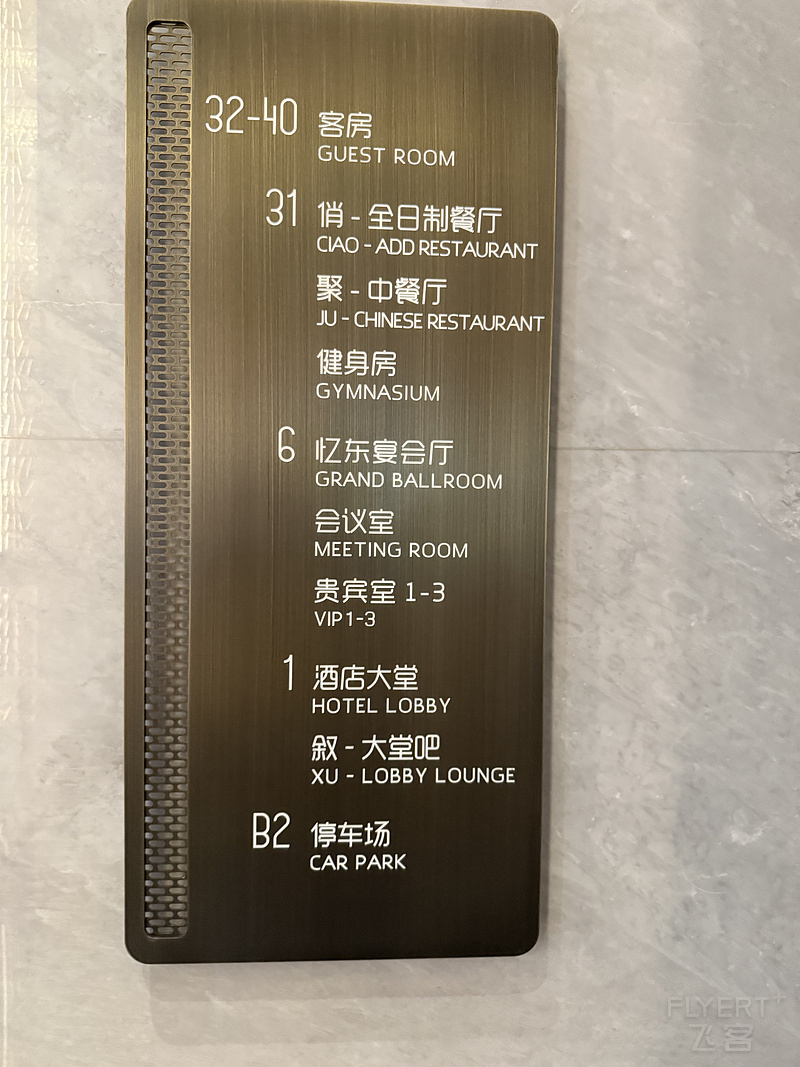 32-40 客房
GUEST ROOM
31 俏 - 全日制餐厅
CIAO - ADD RESTAURANT
聚 - 中餐厅
JU - CHINESE RESTAURANT
健身房
GYMNASIUM
6 忆东宴会厅
GRAND BALLROOM
会议室
MEETING ROOM
贵宾室 1-3
VIP 1-3
1 酒店大堂
HOTEL LOBBY
叙 - 大堂吧
XU - LOBBY LOUNGE
B2 停车场
CAR PARK
FLYERT+
飞客